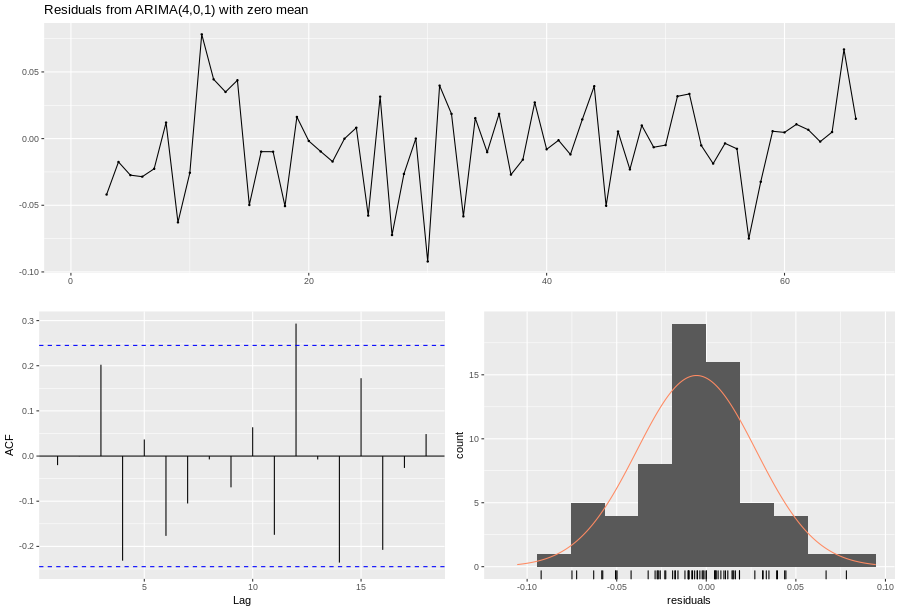 Residuals from ARIMA(4,0,1) with zero mean
0.05
0.00
-0.05
-0.10
0 20 40 60
0.3
0.2
0.1
0.0
-0.1
-0.2
ACF
5 10 15
Lag
15
10
5
0
count
-0.10 -0.05 0.00 0.05 0.10
residuals